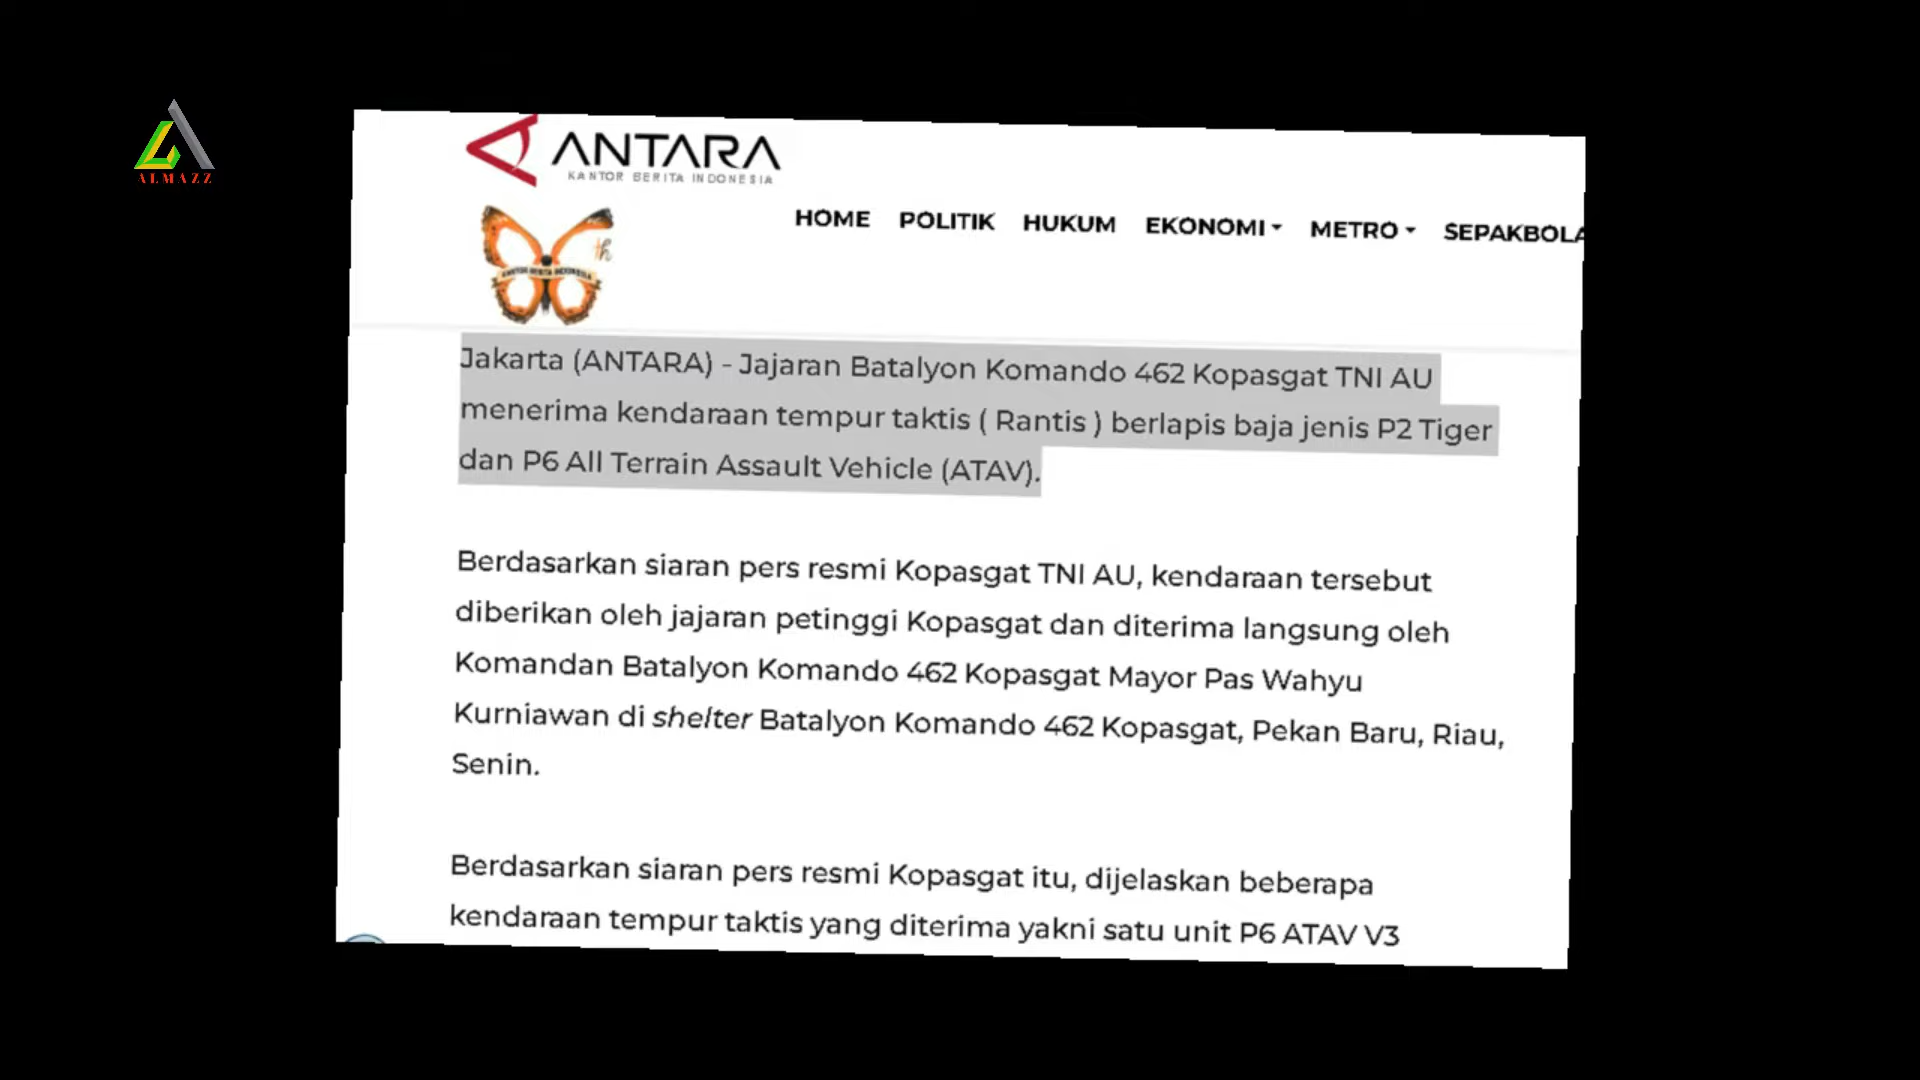 ALMAZZ
ANTARA
KANTOR BERITA INDONESIA
th
KANTOR BERITA INDONESIA
HOME POLITIK HUKUM EKONOMI METRO SEPAKBOLA
Jakarta (ANTARA) - Jajaran Batalyon Komando 462 Kopasgat TNI AU
menerima kendaraan tempur taktis ( Rantis ) berlapis baja jenis P2 Tiger
dan P6 All Terrain Assault Vehicle (ATAV).
Berdasarkan siaran pers resmi Kopasgat TNI AU, kendaraan tersebut
diberikan oleh jajaran petinggi Kopasgat dan diterima langsung oleh
Komandan Batalyon Komando 462 Kopasgat Mayor Pas Wahyu
Kurniawan di shelter Batalyon Komando 462 Kopasgat, Pekan Baru, Riau,
Senin.
Berdasarkan siaran pers resmi Kopasgat itu, dijelaskan beberapa
kendaraan tempur taktis yang diterima yakni satu unit P6 ATAV V3